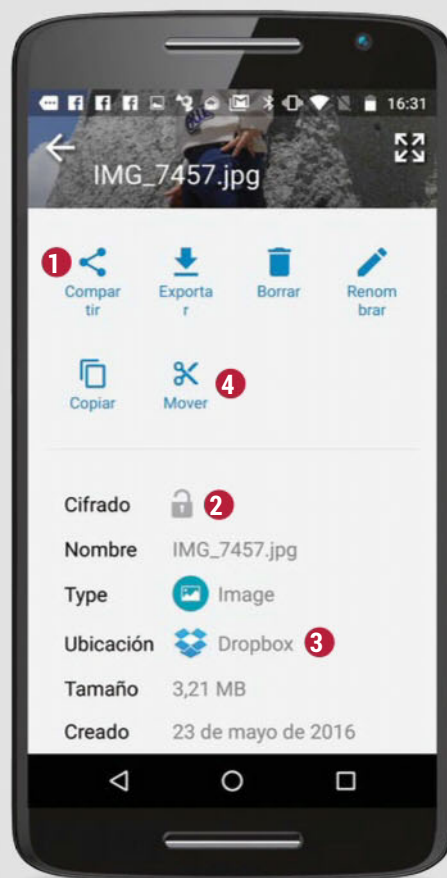 16:31
IMG_7457.jpg
1
Compar
tir
Exporta
r
Borrar
Renom
brar
Copiar
Mover
4
Cifrado
2
Nombre IMG_7457.jpg
Type Image
Ubicación Dropbox 3
Tamaño 3,21 MB
Creado 23 de mayo de 2016